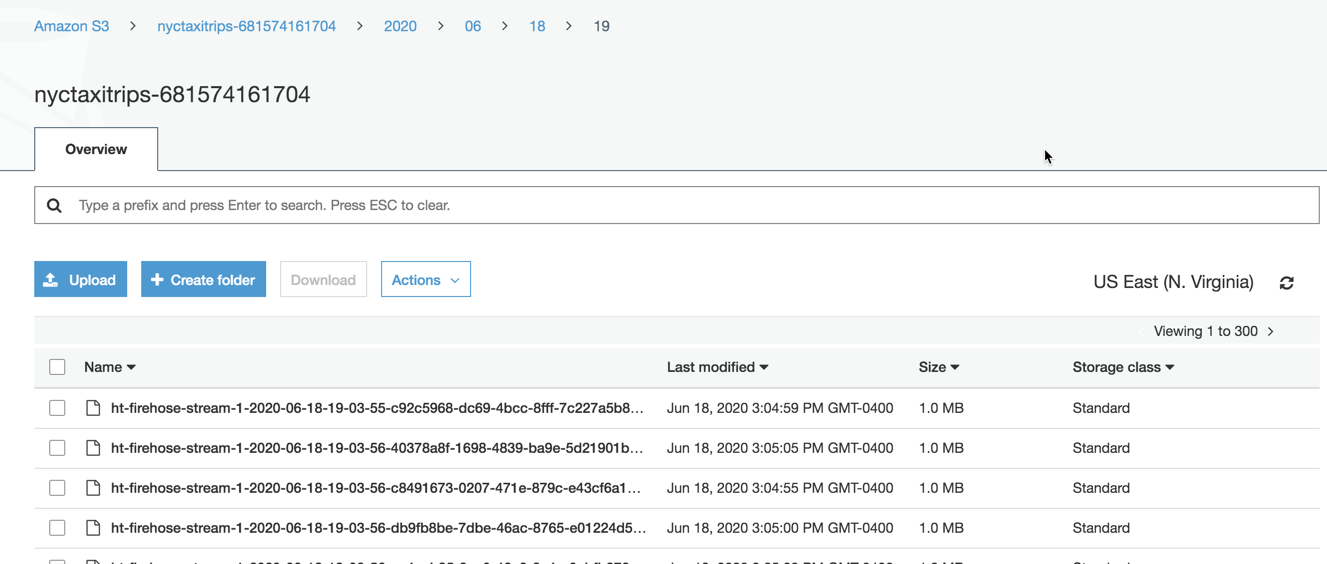 Amazon S3 > nyctaxitrips-681574161704 > 2020 > 06 > 18 > 19
nyctaxitrips-681574161704
Overview
Type a prefix and press Enter to search. Press ESC to clear.
Upload + Create folder Download Actions
US East (N. Virginia)
Viewing 1 to 300 >
Name Last modified Size Storage class
ht-firehose-stream-1-2020-06-18-19-03-55-c92c5968-dc69-4bcc-8fff-7c227a5b8... Jun 18, 2020 3:04:59 PM GMT-0400 1.0 MB Standard
ht-firehose-stream-1-2020-06-18-19-03-56-40378a8f-1698-4839-ba9e-5d21901b... Jun 18, 2020 3:05:05 PM GMT-0400 1.0 MB Standard
ht-firehose-stream-1-2020-06-18-19-03-56-c8491673-0207-471e-879c-e43cf6a1... Jun 18, 2020 3:04:55 PM GMT-0400 1.0 MB Standard
ht-firehose-stream-1-2020-06-18-19-03-56-db9fb8be-7dbe-46ac-8765-e01224d5... Jun 18, 2020 3:05:00 PM GMT-0400 1.0 MB Standard